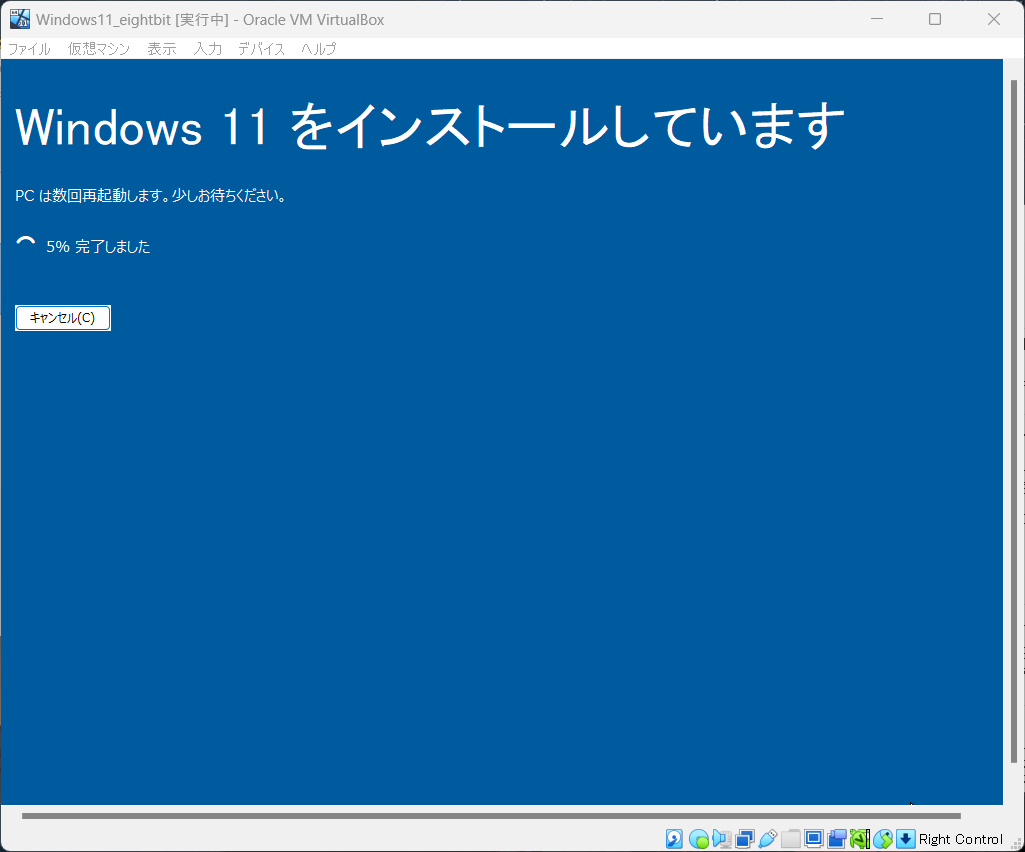 Windows11_eightbit [実行中] - Oracle VM VirtualBox
ファイル 仮想マシン 表示 入力 デバイス ヘルプ
Windows 11 をインストールしています
PC は数回再起動します。少しお待ちください。
5% 完了しました
キャンセル(C)
Right Control